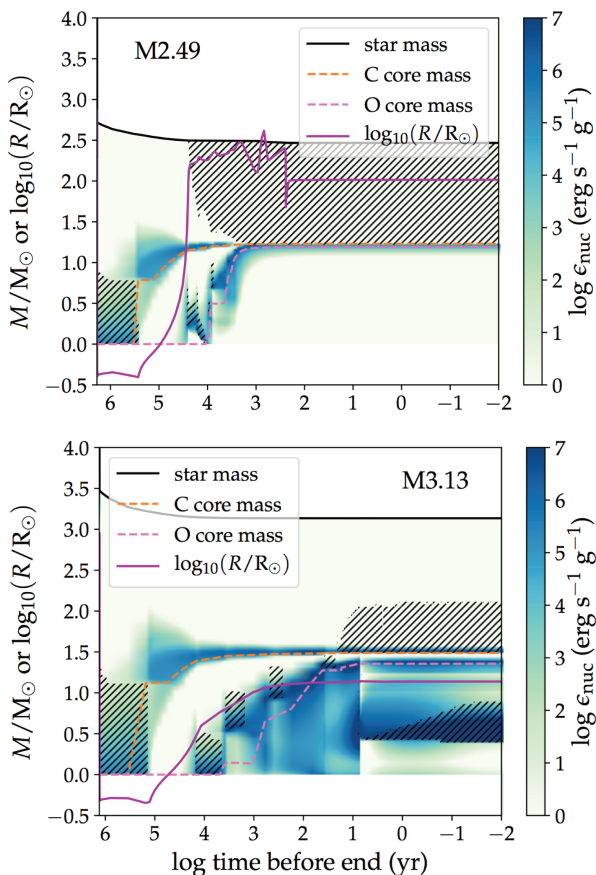 M2.49
star mass
C core mass
O core mass
log₁₀(R/R☉)
M/M☉ or log₁₀(R/R☉)
4.0
3.5
3.0
2.5
2.0
1.5
1.0
0.5
0.0
−0.5
6 5 4 3 2 1 0 −1 −2
7
6
5
4
3
2
1
0
log ϵnuc (erg s⁻¹ g⁻¹)
M3.13
star mass
C core mass
O core mass
log₁₀(R/R☉)
M/M☉ or log₁₀(R/R☉)
4.0
3.5
3.0
2.5
2.0
1.5
1.0
0.5
0.0
−0.5
6 5 4 3 2 1 0 −1 −2
log time before end (yr)
7
6
5
4
3
2
1
0
log ϵnuc (erg s⁻¹ g⁻¹)